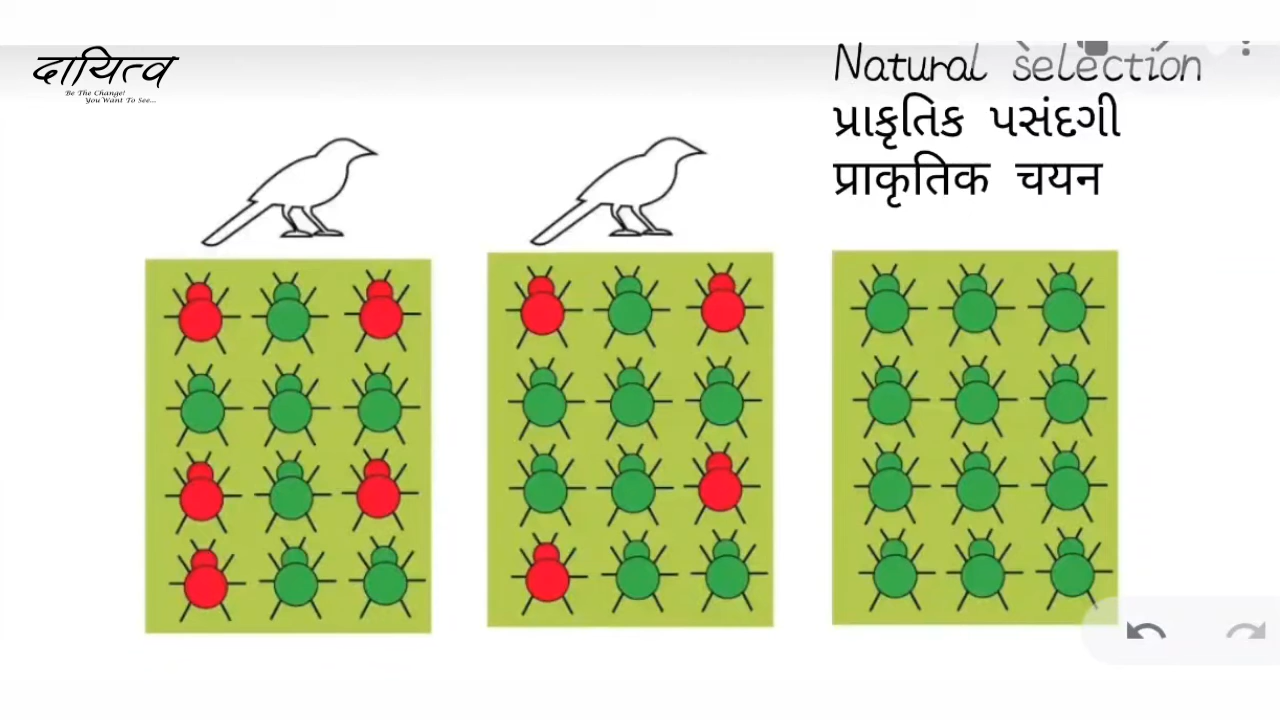 दायित्व
Be The Change!
You Want To See...
Natural selection
પ્રાકૃતિક પસંદગી
प्राकृतिक चयन